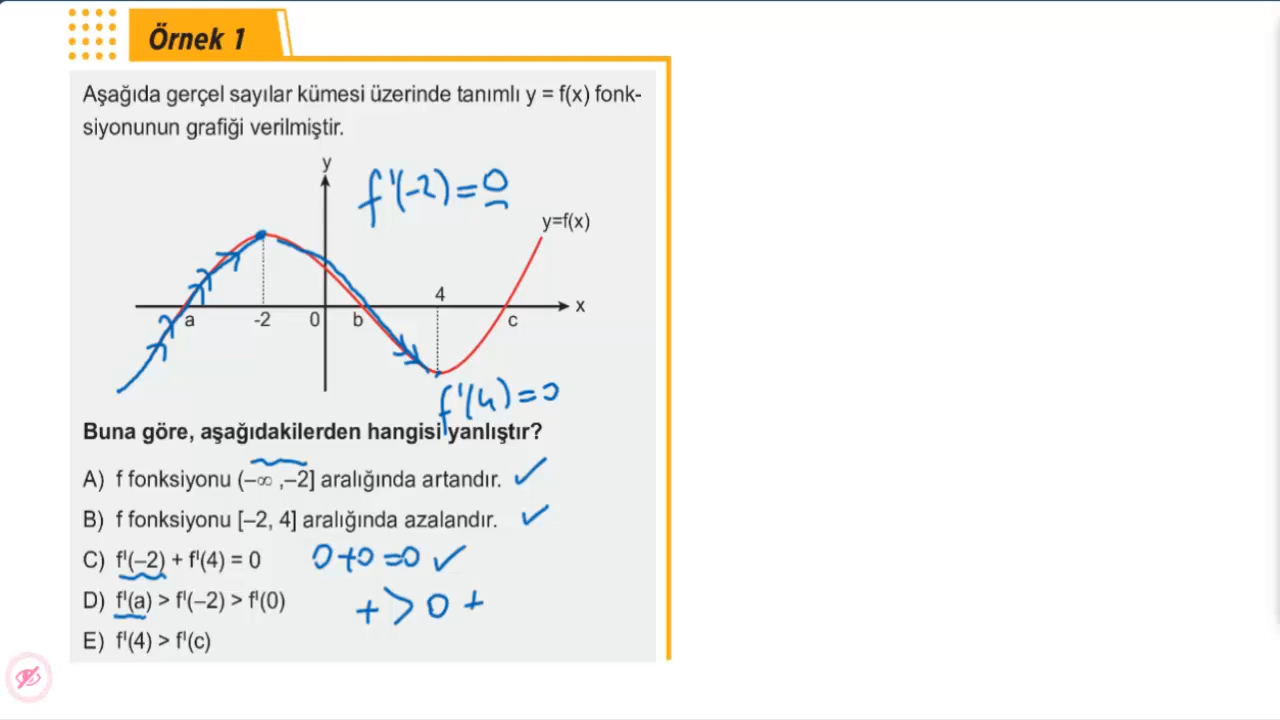 Örnek 1
Aşağıda gerçel sayılar kümesi üzerinde tanımlı y = f(x) fonk-
siyonunun grafiği verilmiştir.
y
f'(-2) = 0
y=f(x)
4
x
a
-2
0
b
c
f'(4) = 0
Buna göre, aşağıdakilerden hangisi yanlıştır?
A) f fonksiyonu (–∞ ,–2] aralığında artandır. ✓
B) f fonksiyonu [–2, 4] aralığında azalandır. ✓
C) f'(–2) + f'(4) = 0 0+0=0 ✓
D) f'(a) > f'(–2) > f'(0) + > 0 +
E) f'(4) > f'(c)